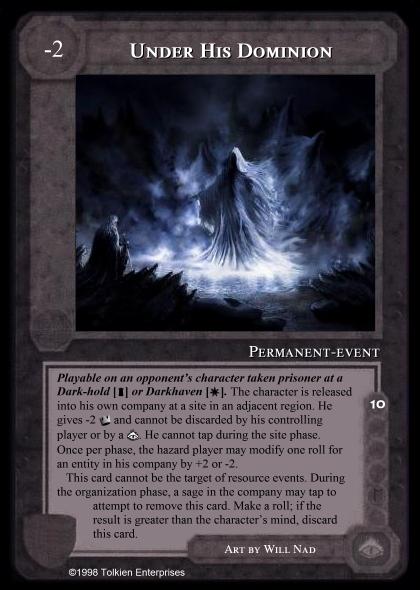 -2
UNDER HIS DOMINION
PERMANENT-EVENT
Playable on an opponent's character taken prisoner at a
Dark-hold [] or Darkhaven []. The character is released
into his own company at a site in an adjacent region. He
gives -2 and cannot be discarded by his controlling
player or by a . He cannot tap during the site phase.
Once per phase, the hazard player may modify one roll for
an entity in his company by +2 or -2.
This card cannot be the target of resource events. During
the organization phase, a sage in the company may tap to
attempt to remove this card. Make a roll; if the
result is greater than the character's mind, discard
this card.
10
ART BY WILL NAD
©1998 Tolkien Enterprises